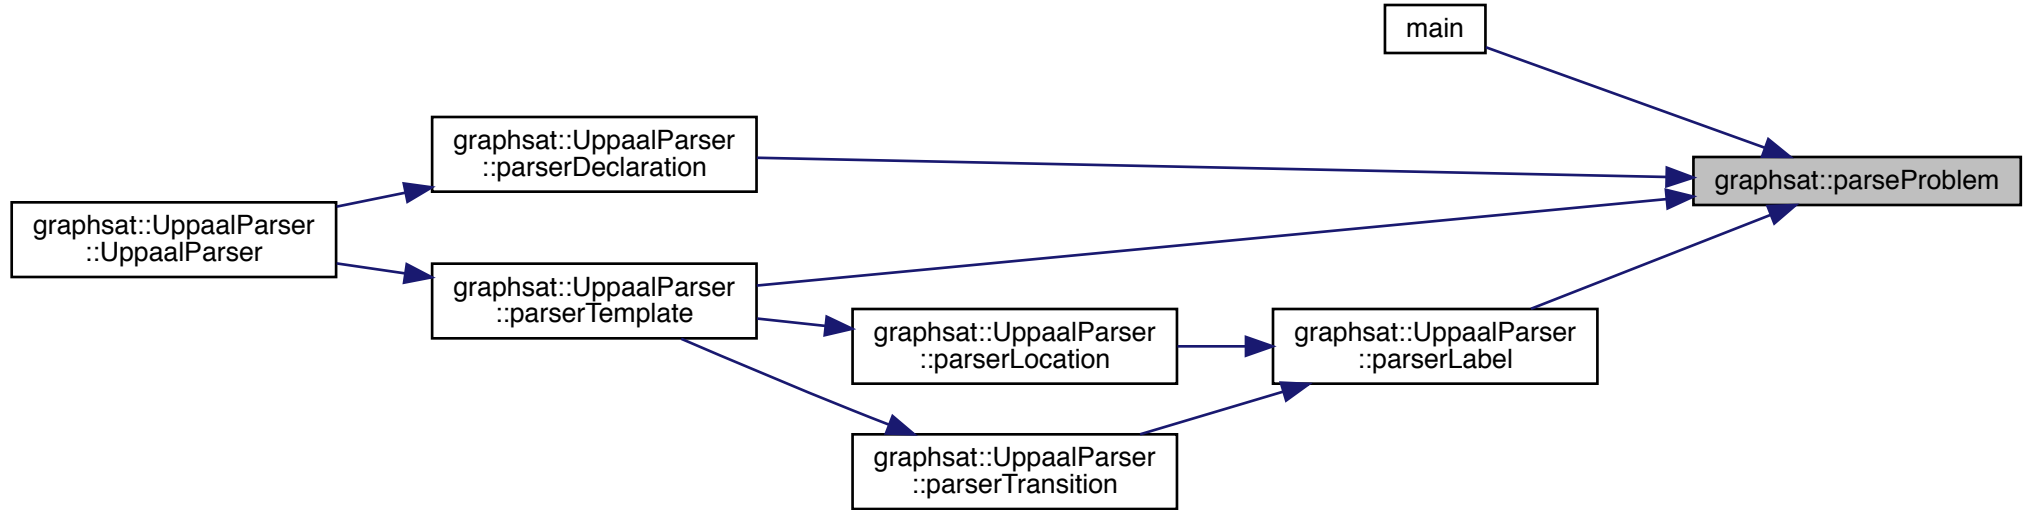 main
graphsat::UppaalParser
::parserDeclaration
graphsat::parseProblem
graphsat::UppaalParser
::UppaalParser
graphsat::UppaalParser
::parserTemplate
graphsat::UppaalParser
::parserLocation
graphsat::UppaalParser
::parserLabel
graphsat::UppaalParser
::parserTransition